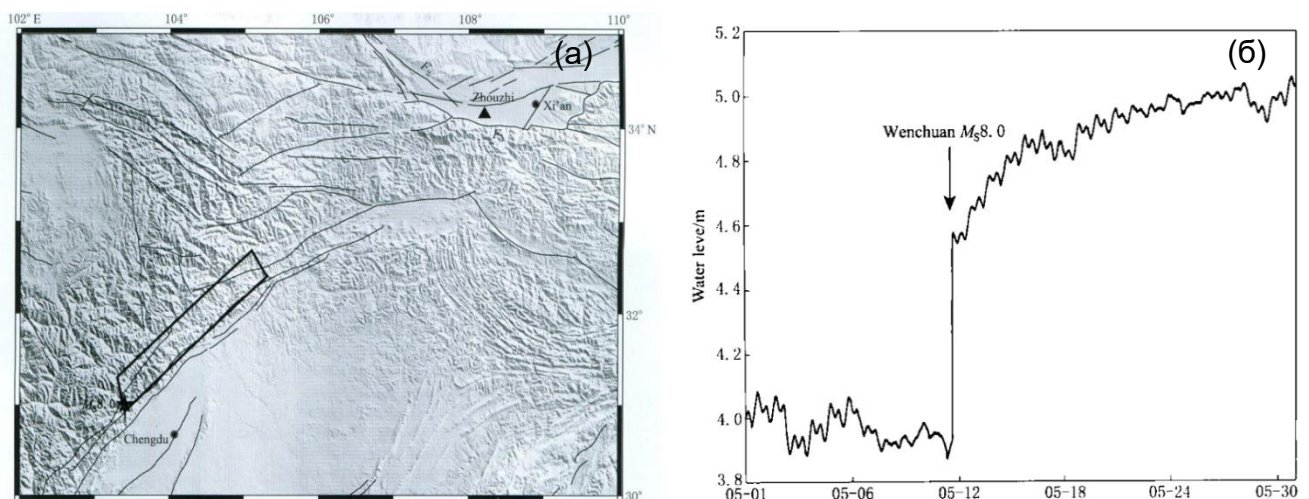 102° E 104° 106° 108° 110°
(а)
Zhouzhi
Xi'an
34° N
32°
Chengdu
30°
(б)
5.2
5.0
4.8
4.6
4.4
4.2
4.0
3.8
Water leve/m
Wenchuan Ms8.0
05-01 05-06 05-12 05-18 05-24 05-30